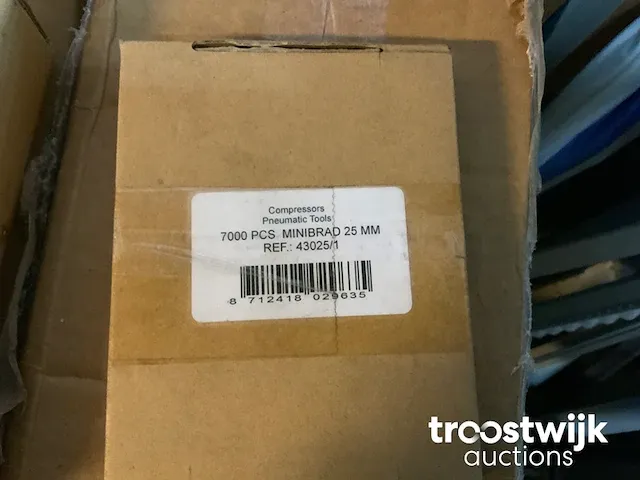 Compressors
Pneumatic Tools
7000 PCS MINIBRAD 25 MM
REF.: 43025/1
8 712418 029635
troostwijk
auctions